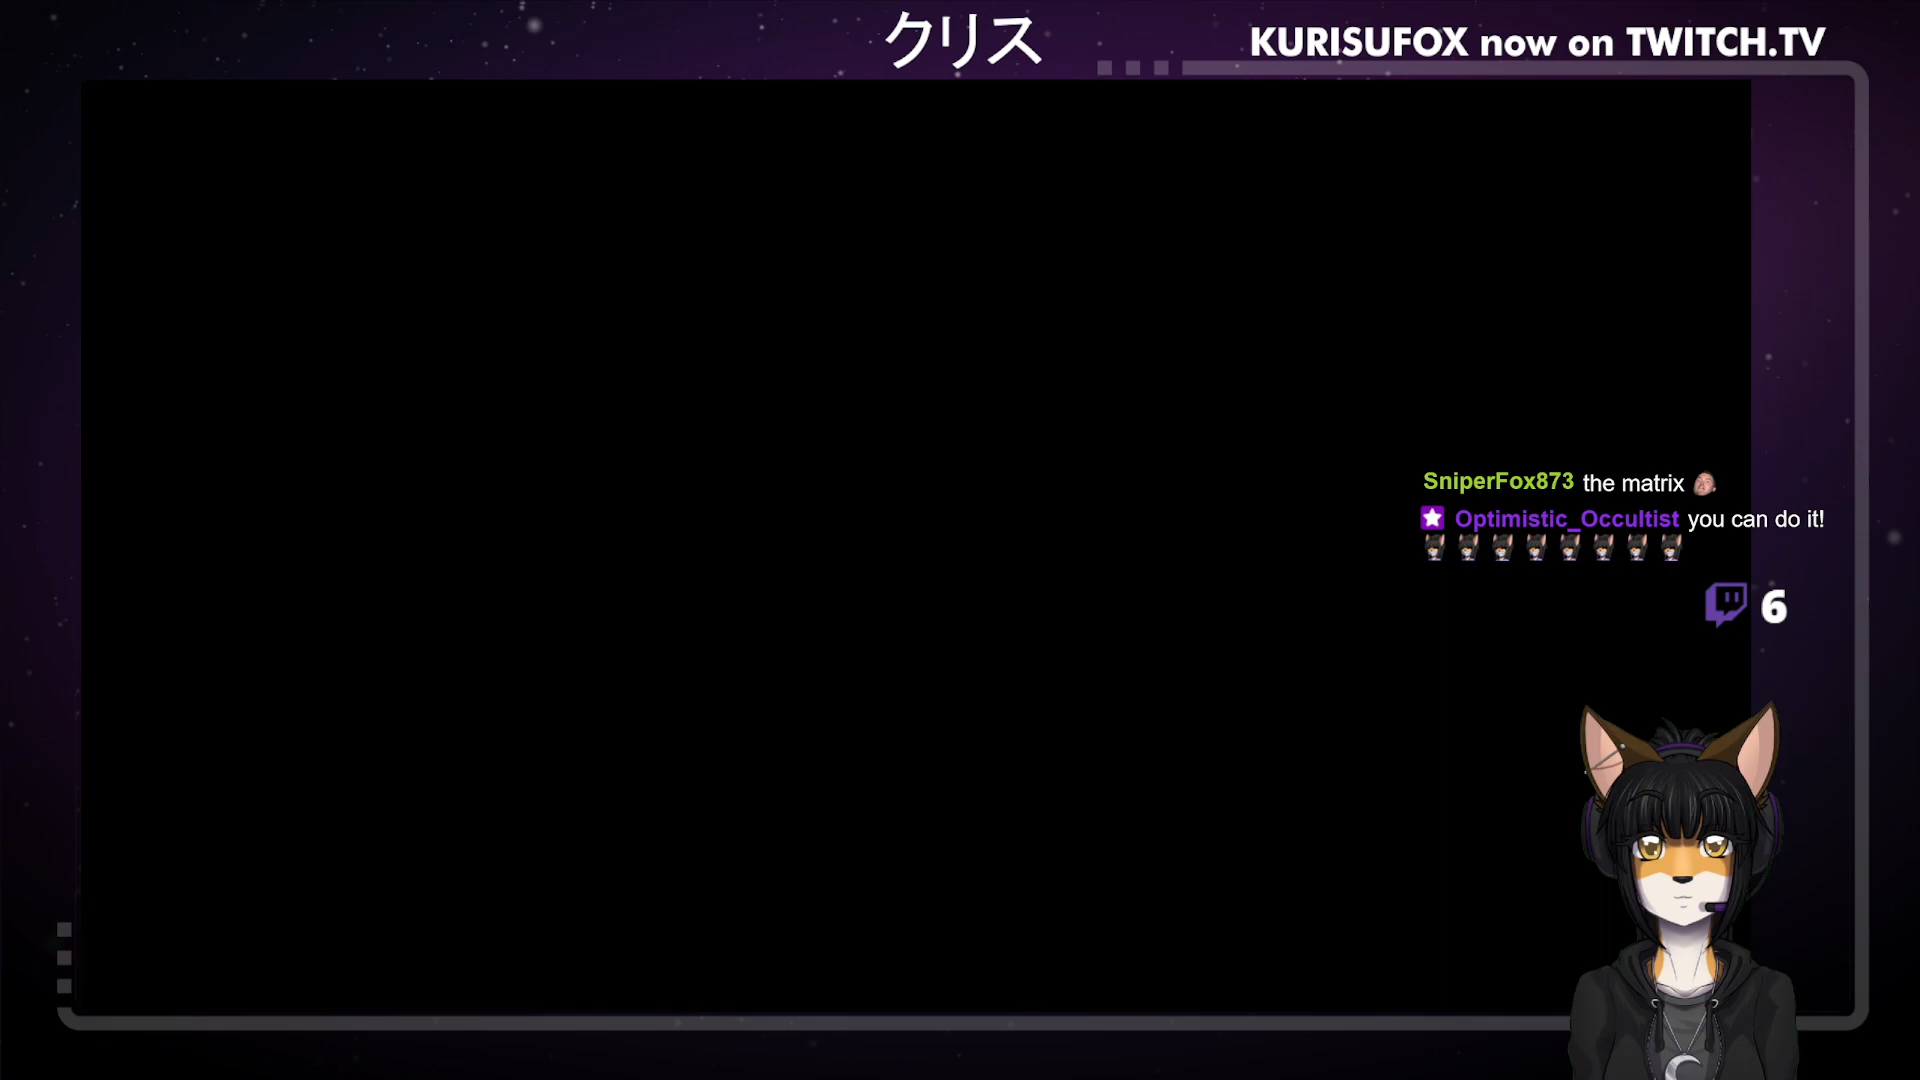 クリス
KURISUFOX now on TWITCH.TV
SniperFox873 the matrix
Optimistic_Occultist you can do it!
6